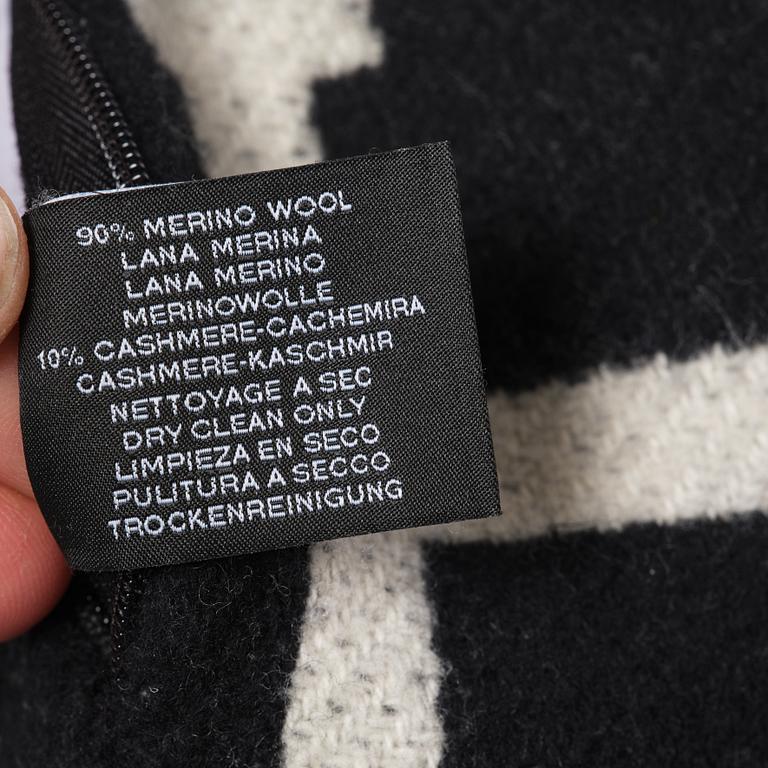 90% MERINO WOOL
LANA MERINA
LANA MERINO
MERINOWOLLE
10% CASHMERE-CACHEMIRA
CASHMERE-KASCHMIR
NETTOYAGE A SEC
DRY CLEAN ONLY
LIMPIEZA EN SECO
PULITURA A SECCO
TROCKENREINIGUNG